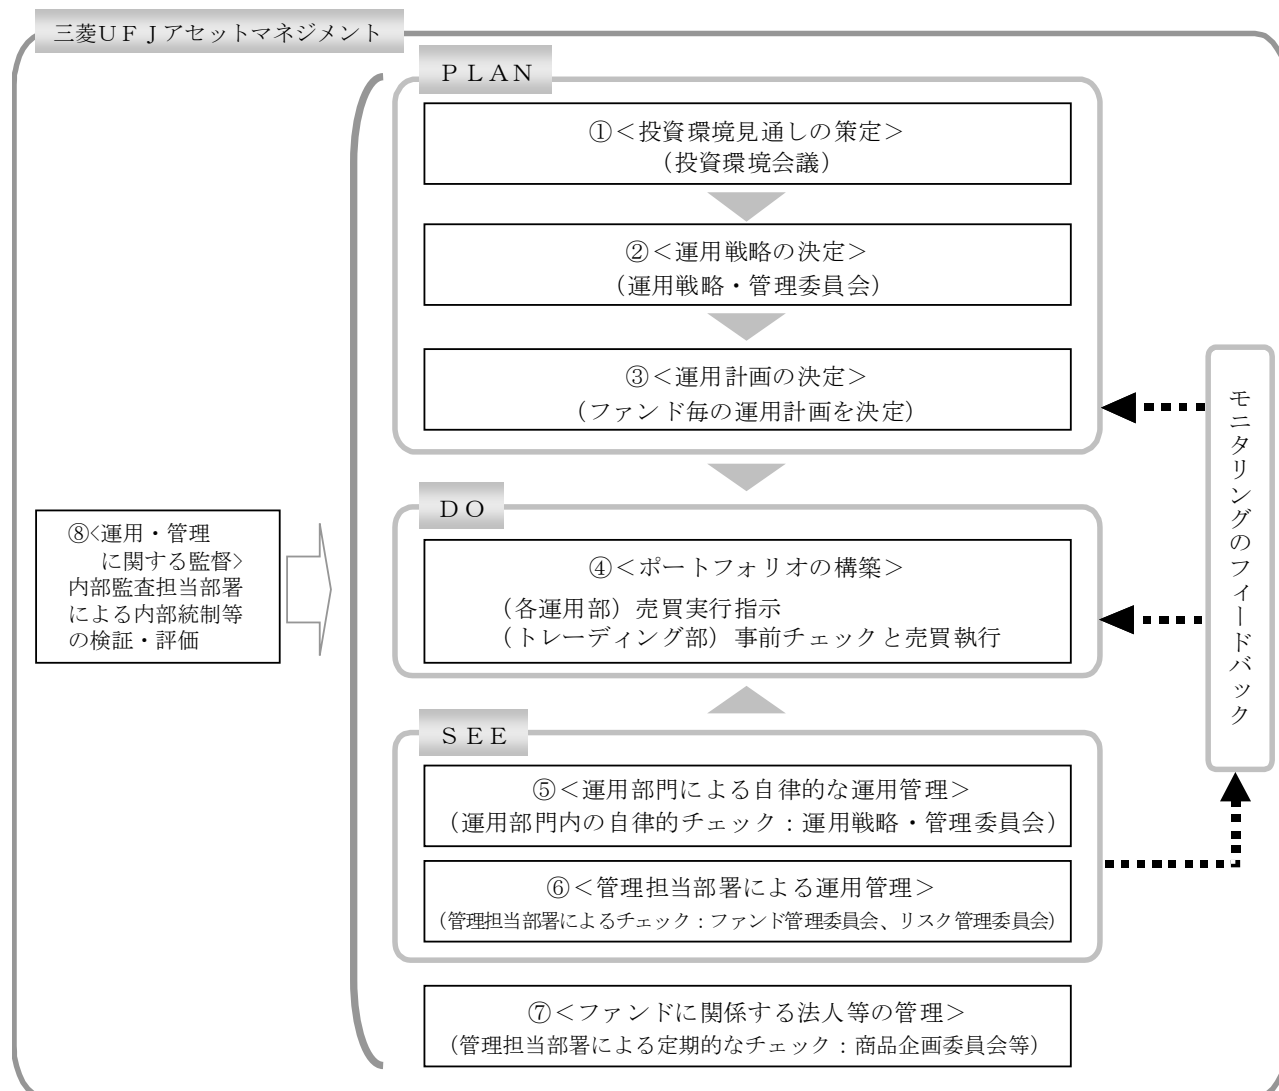 三菱UFJアセットマネジメント
PLAN
①＜投資環境見通しの策定＞
（投資環境会議）
②＜運用戦略の決定＞
（運用戦略・管理委員会）
③＜運用計画の決定＞
（ファンド毎の運用計画を決定）
DO
④＜ポートフォリオの構築＞
（各運用部）売買実行指示
（トレーディング部）事前チェックと売買執行
SEE
⑤＜運用部門による自律的な運用管理＞
（運用部門内の自律的チェック：運用戦略・管理委員会）
⑥＜管理担当部署による運用管理＞
（管理担当部署によるチェック：ファンド管理委員会、リスク管理委員会）
⑦＜ファンドに関係する法人等の管理＞
（管理担当部署による定期的なチェック：商品企画委員会等）
⑧<運用・管理
に関する監督>
内部監査担当部署
による内部統制等
の検証・評価
モニタリングのフィードバック